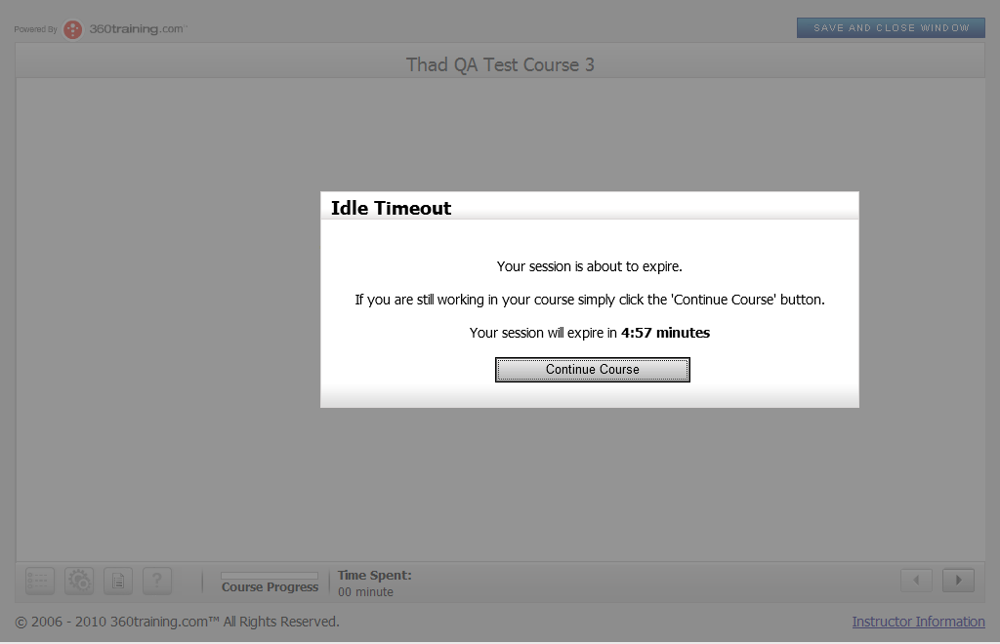 Powered By 360training.com™
SAVE AND CLOSE WINDOW
Thad QA Test Course 3
Idle Timeout
Your session is about to expire.
If you are still working in your course simply click the 'Continue Course' button.
Your session will expire in 4:57 minutes
Continue Course
?
Course Progress
Time Spent:
00 minute
© 2006 - 2010 360training.com™ All Rights Reserved.
Instructor Information